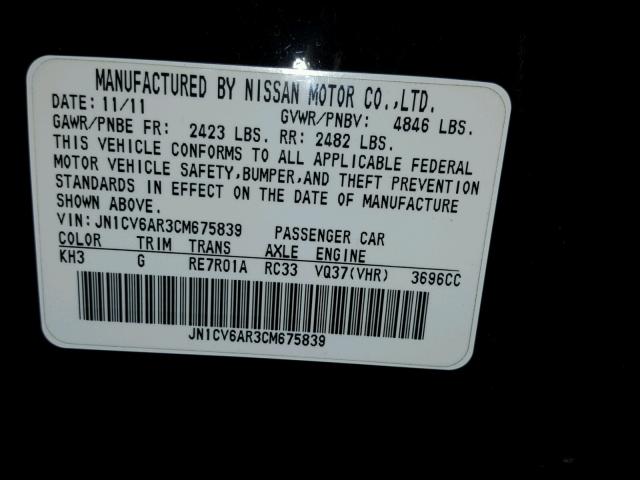 MANUFACTURED BY NISSAN MOTOR CO.,LTD.
DATE: 11/11 GVWR/PNBV: 4846 LBS.
GAWR/PNBE FR: 2423 LBS. RR: 2482 LBS.
THIS VEHICLE CONFORMS TO ALL APPLICABLE FEDERAL
MOTOR VEHICLE SAFETY,BUMPER,AND THEFT PREVENTION
STANDARDS IN EFFECT ON THE DATE OF MANUFACTURE
SHOWN ABOVE.
VIN:JN1CV6AR3CM675839 PASSENGER CAR
COLOR TRIM TRANS AXLE ENGINE
KH3 G RE7R01A RC33 VQ37(VHR) 3696CC
JN1CV6AR3CM675839